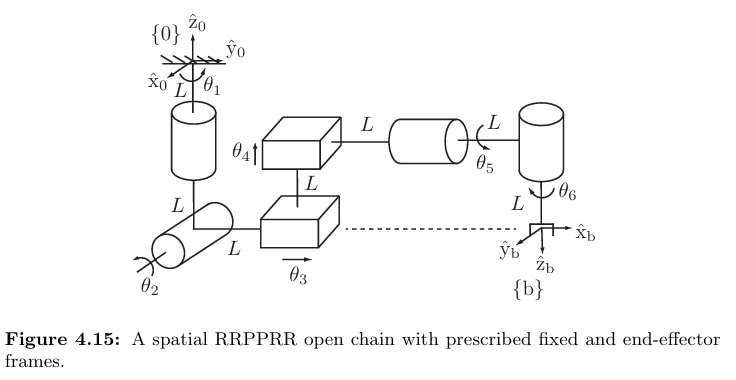 {0} ẑ₀
ŷ₀
x̂₀ L θ₁
L L
θ₄ θ₅
L L θ₆
L
L
x̂b
ŷb
θ₂ θ₃ ẑb
{b}
Figure 4.15: A spatial RRPPRR open chain with prescribed fixed and end-effector
frames.